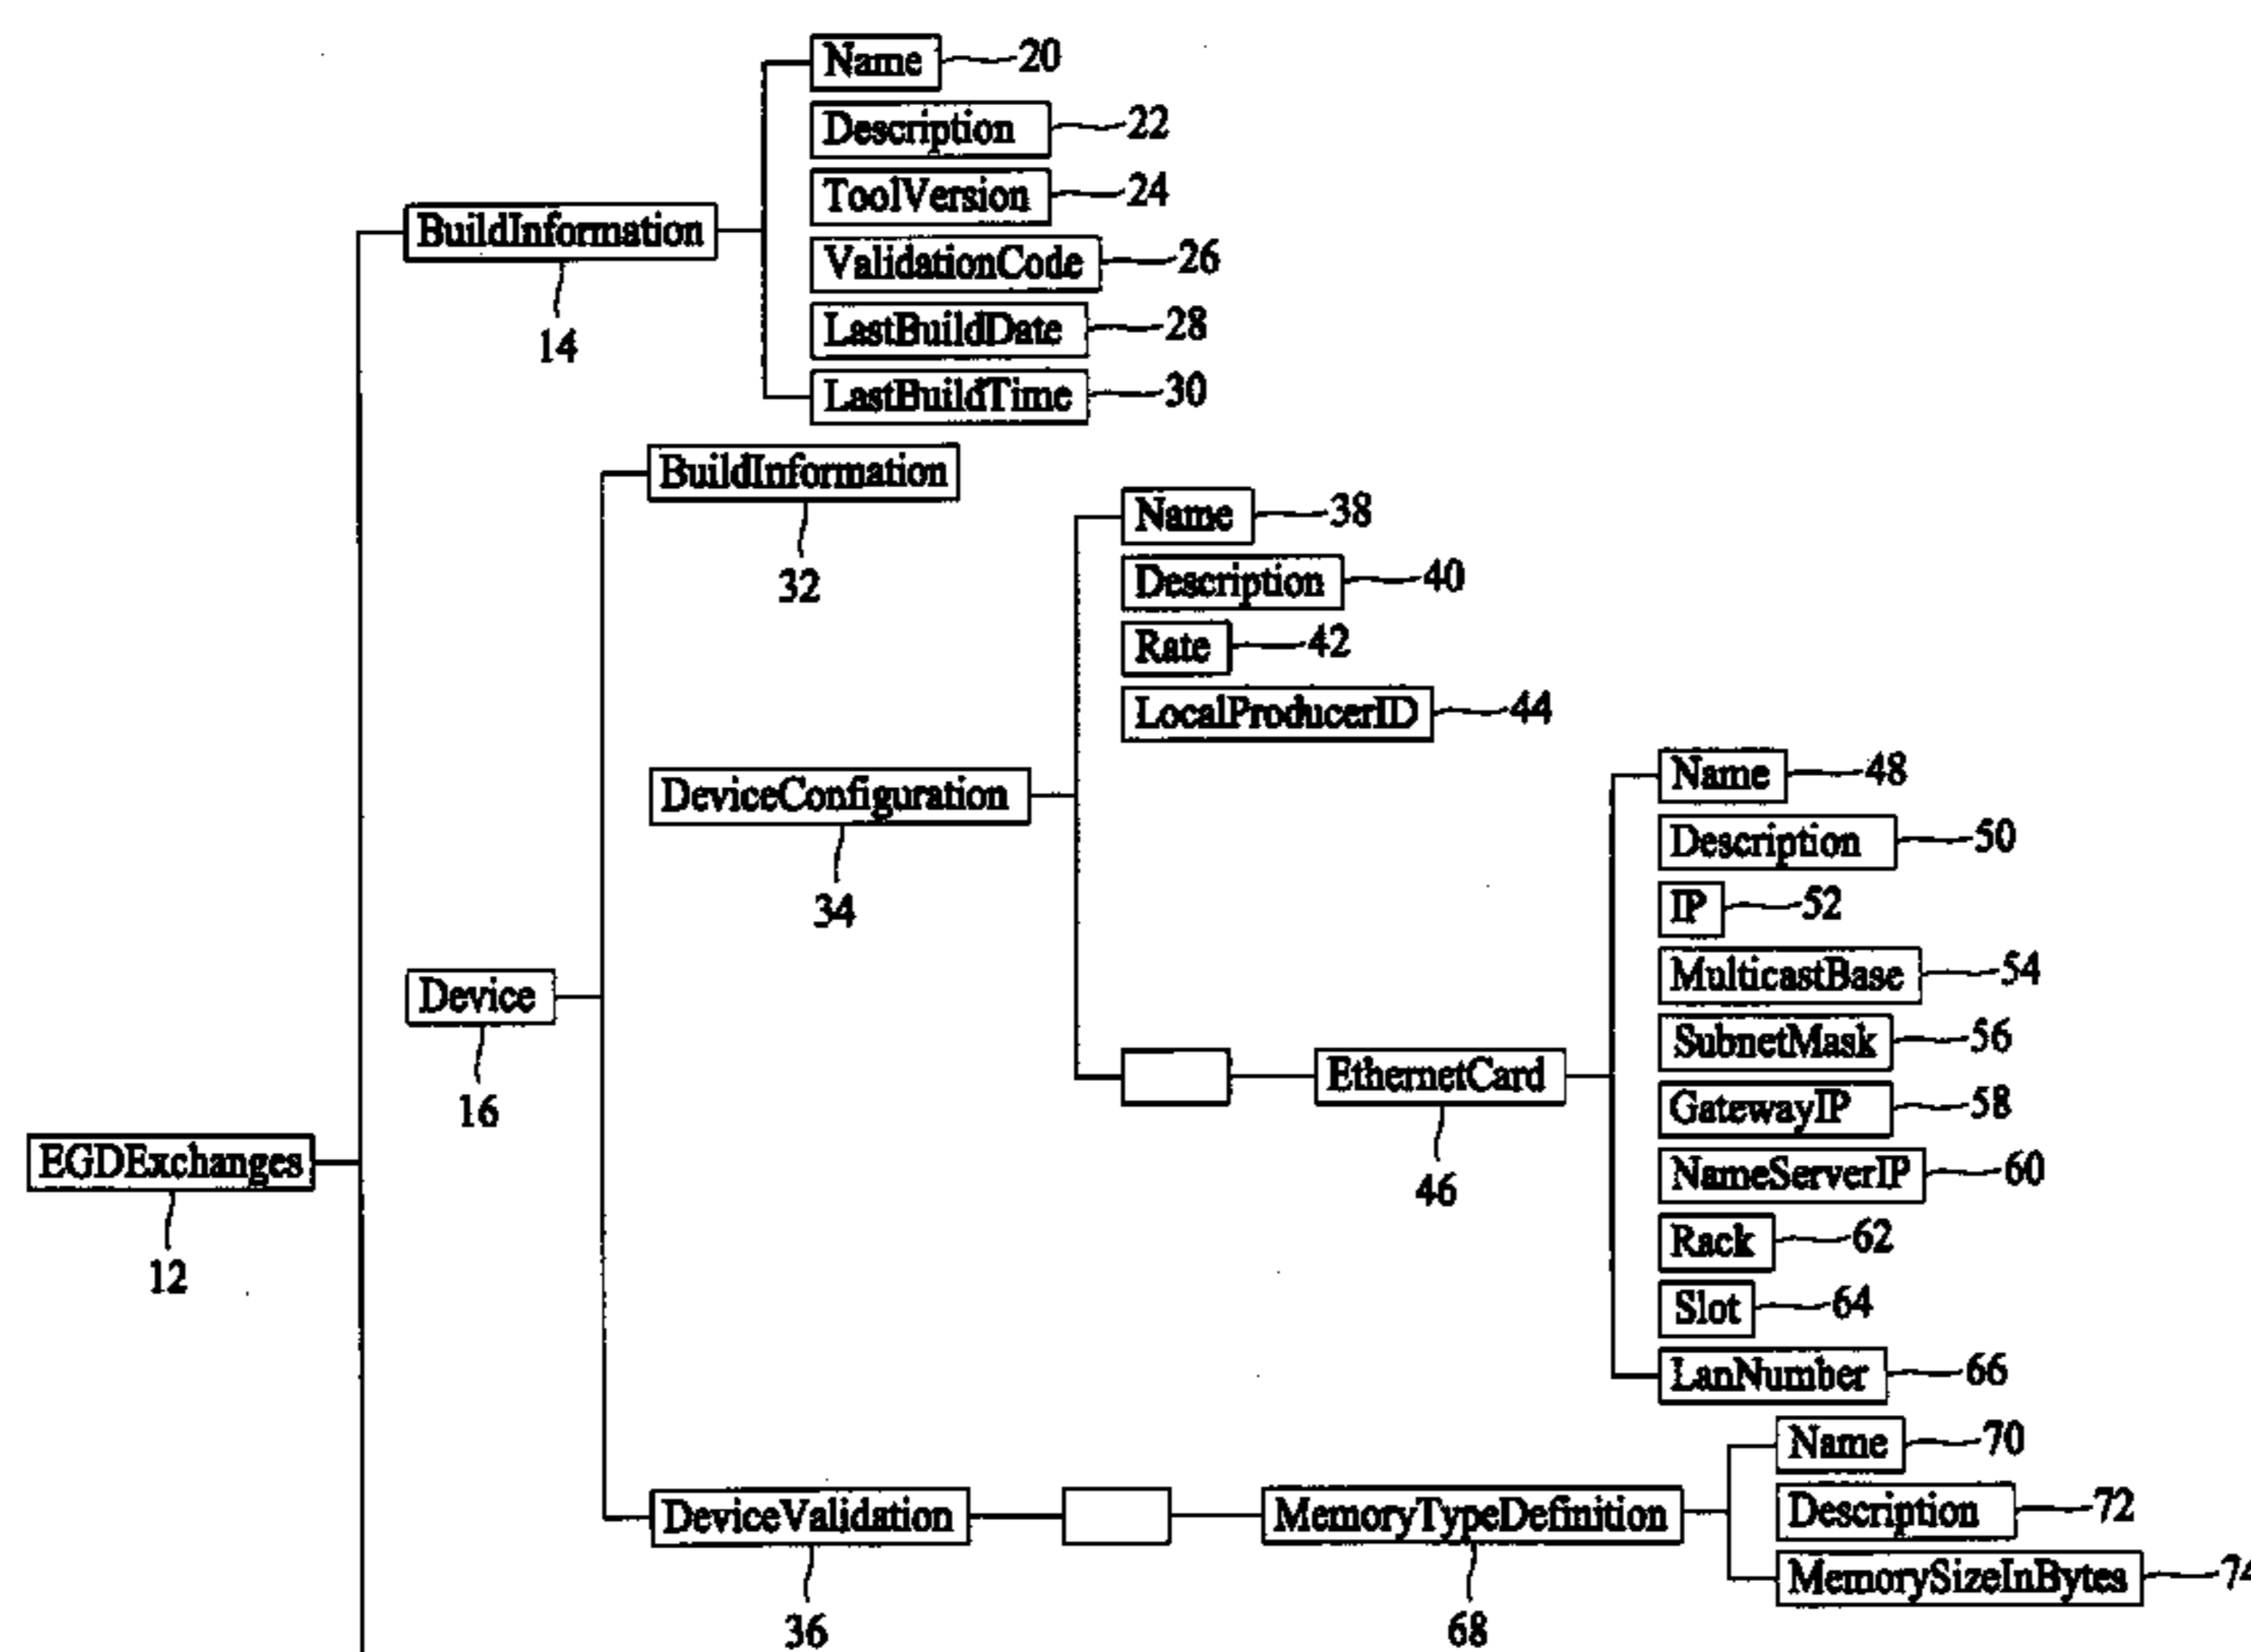 Name 20
Description 22
ToolVersion 24
BuildInformation
ValidationCode 26
LastBuildDate 28
14
LastBuildTime 30
BuildInformation
Name 38
32
Description 40
Rate 42
LocalProducerID 44
Name 48
DeviceConfiguration
Description 50
34
IP 52
MulticastBase 54
Device
SubnetMask 56
EthernetCard
16
GatewayIP 58
EGDExchanges
NameServerIP 60
46
Rack 62
12
Slot 64
LanNumber 66
Name 70
DeviceValidation
MemoryTypeDefinition
Description 72
MemorySizeInBytes 74
36
68